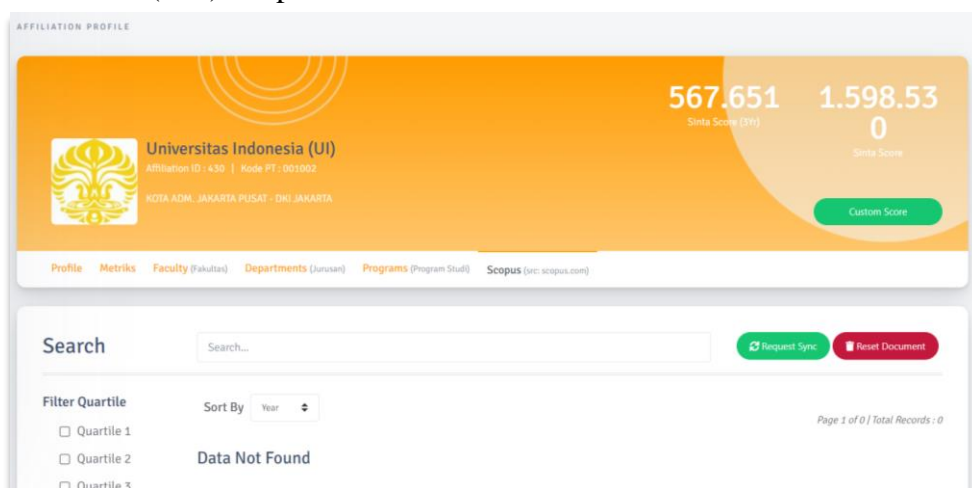 AFFILIATION PROFILE
567.651
Sinta Score (3Yr)
1.598.53
0
Sinta Score
Universitas Indonesia (UI)
Affiliation ID : 430 | Kode PT : 001002
KOTA ADM. JAKARTA PUSAT - DKI JAKARTA
Custom Score
Profile Metriks Faculty (Fakultas) Departments (Jurusan) Programs (Program Studi) Scopus (src: scopus.com)
Search
Search...
Request Sync
Reset Document
Filter Quartile
Sort By Year
Page 1 of 0 | Total Records : 0
Quartile 1
Quartile 2
Data Not Found
Quartile 3